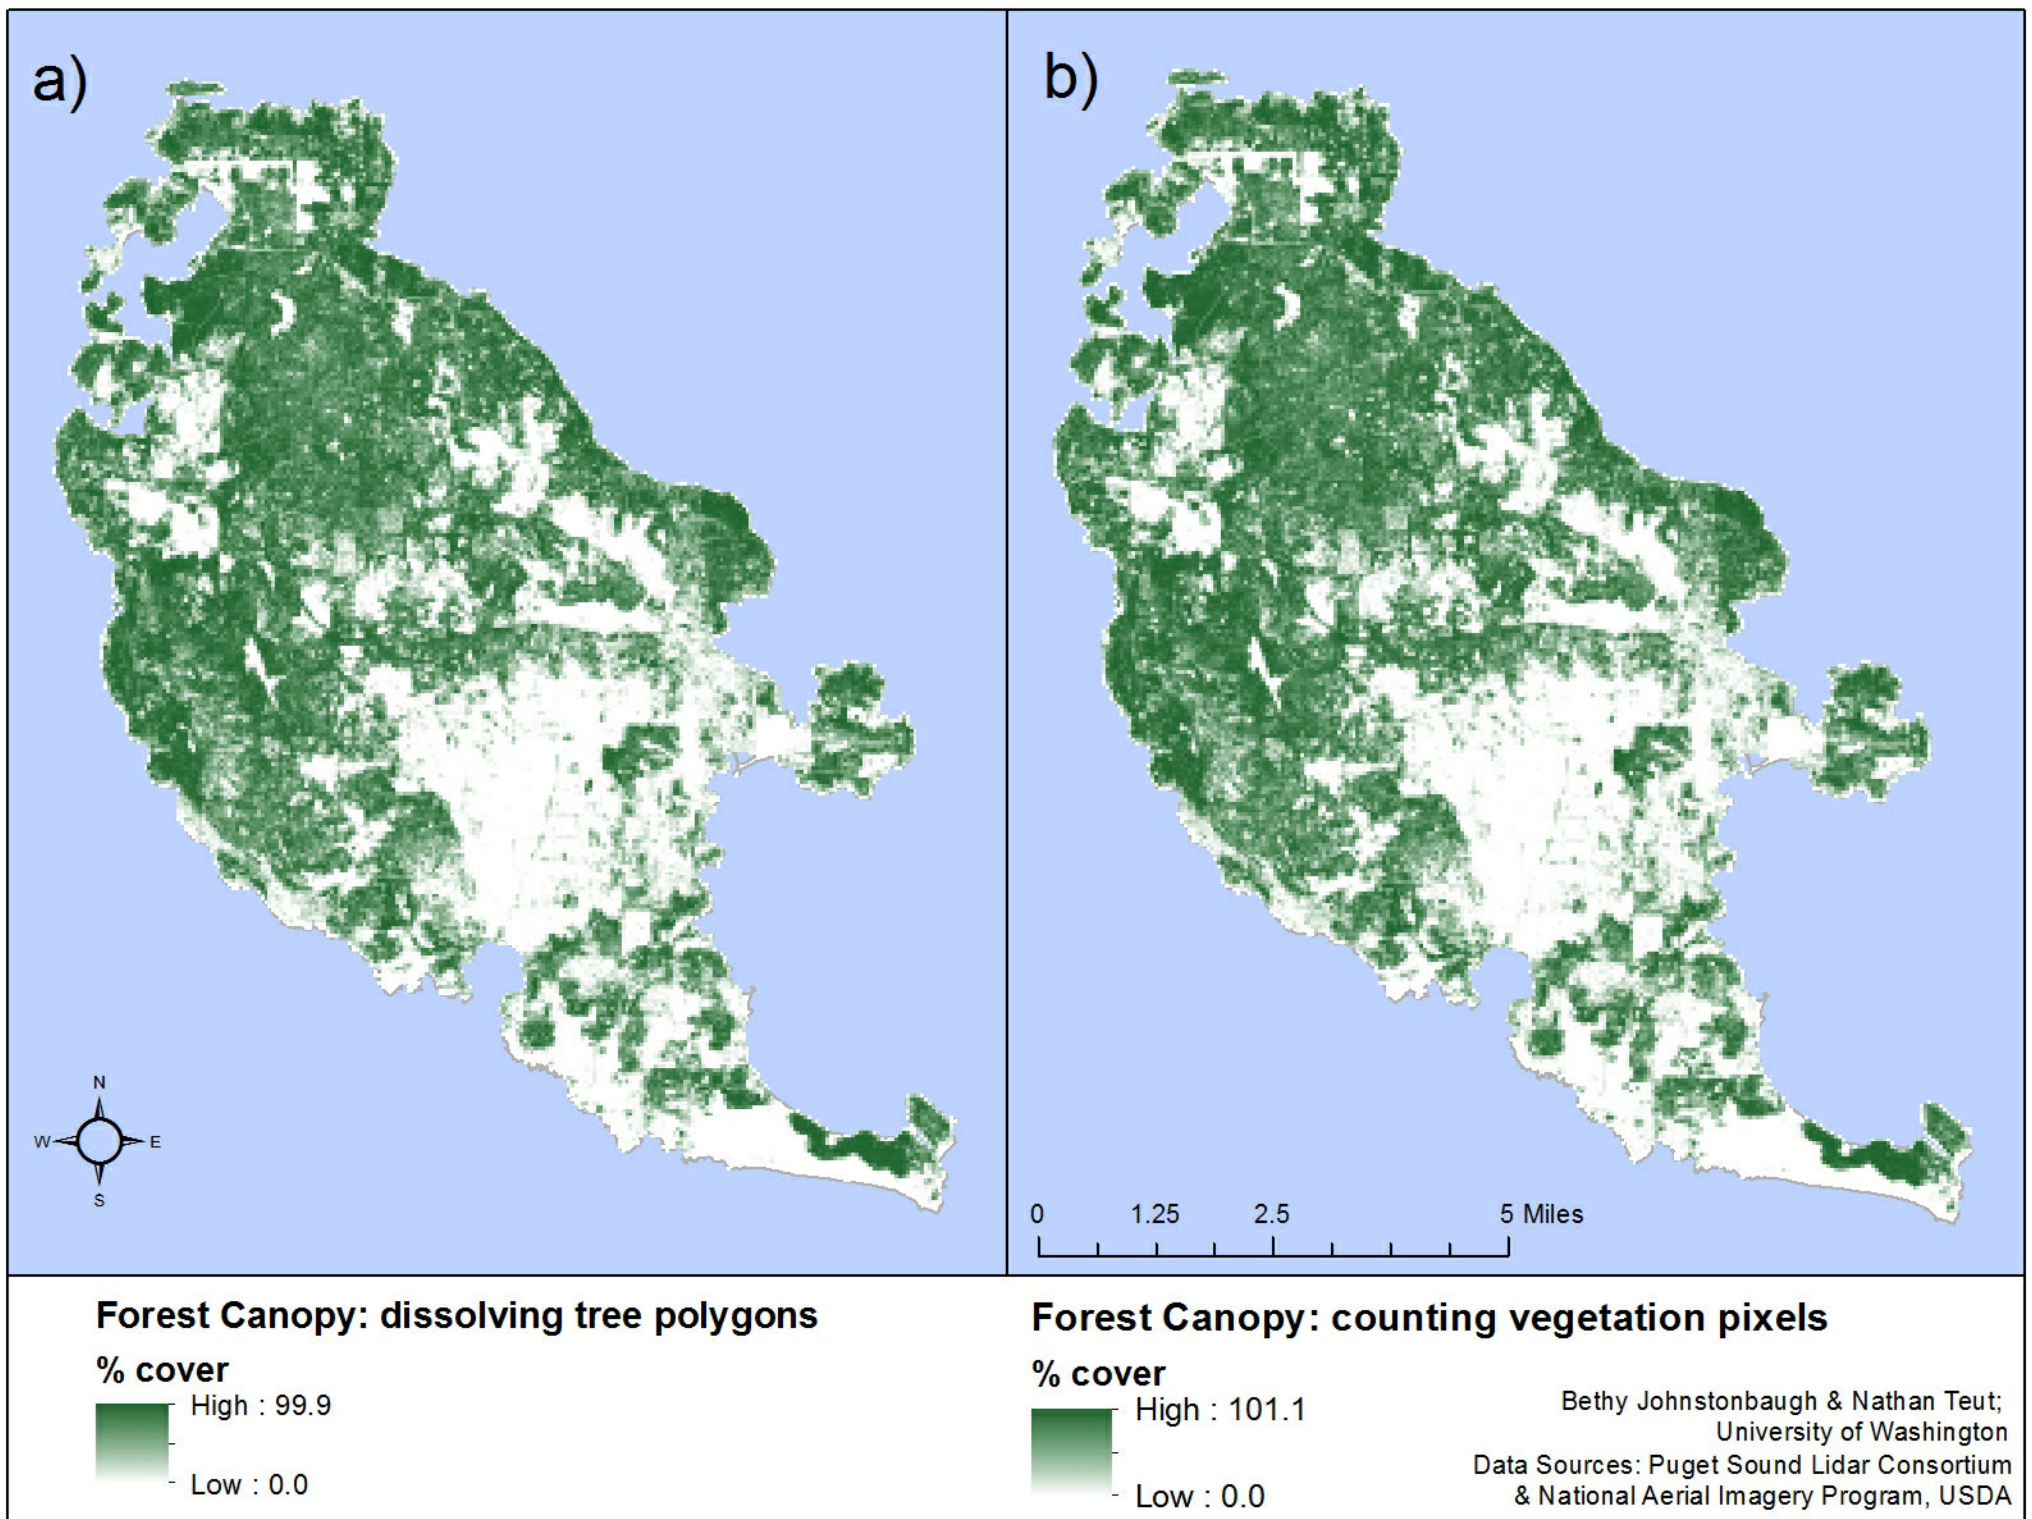 a)
b)
N
W
E
S
0 1.25 2.5 5 Miles
Forest Canopy: dissolving tree polygons
% cover
High : 99.9
Low : 0.0
Forest Canopy: counting vegetation pixels
% cover
High : 101.1
Low : 0.0
Bethy Johnstonbaugh & Nathan Teut;
University of Washington
Data Sources: Puget Sound Lidar Consortium
& National Aerial Imagery Program, USDA